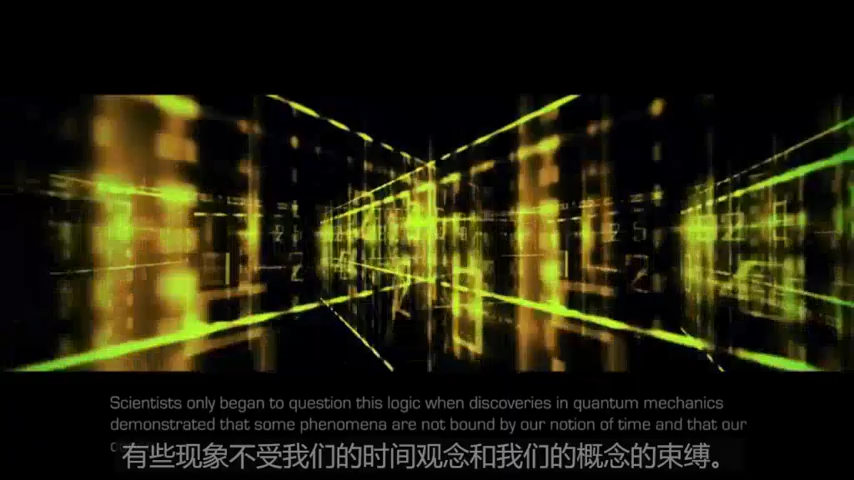 Scientists only began to question this logic when discoveries in quantum mechanics
demonstrated that some phenomena are not bound by our notion of time and that our
有些现象不受我们的时间观念和我们的概念的束缚。